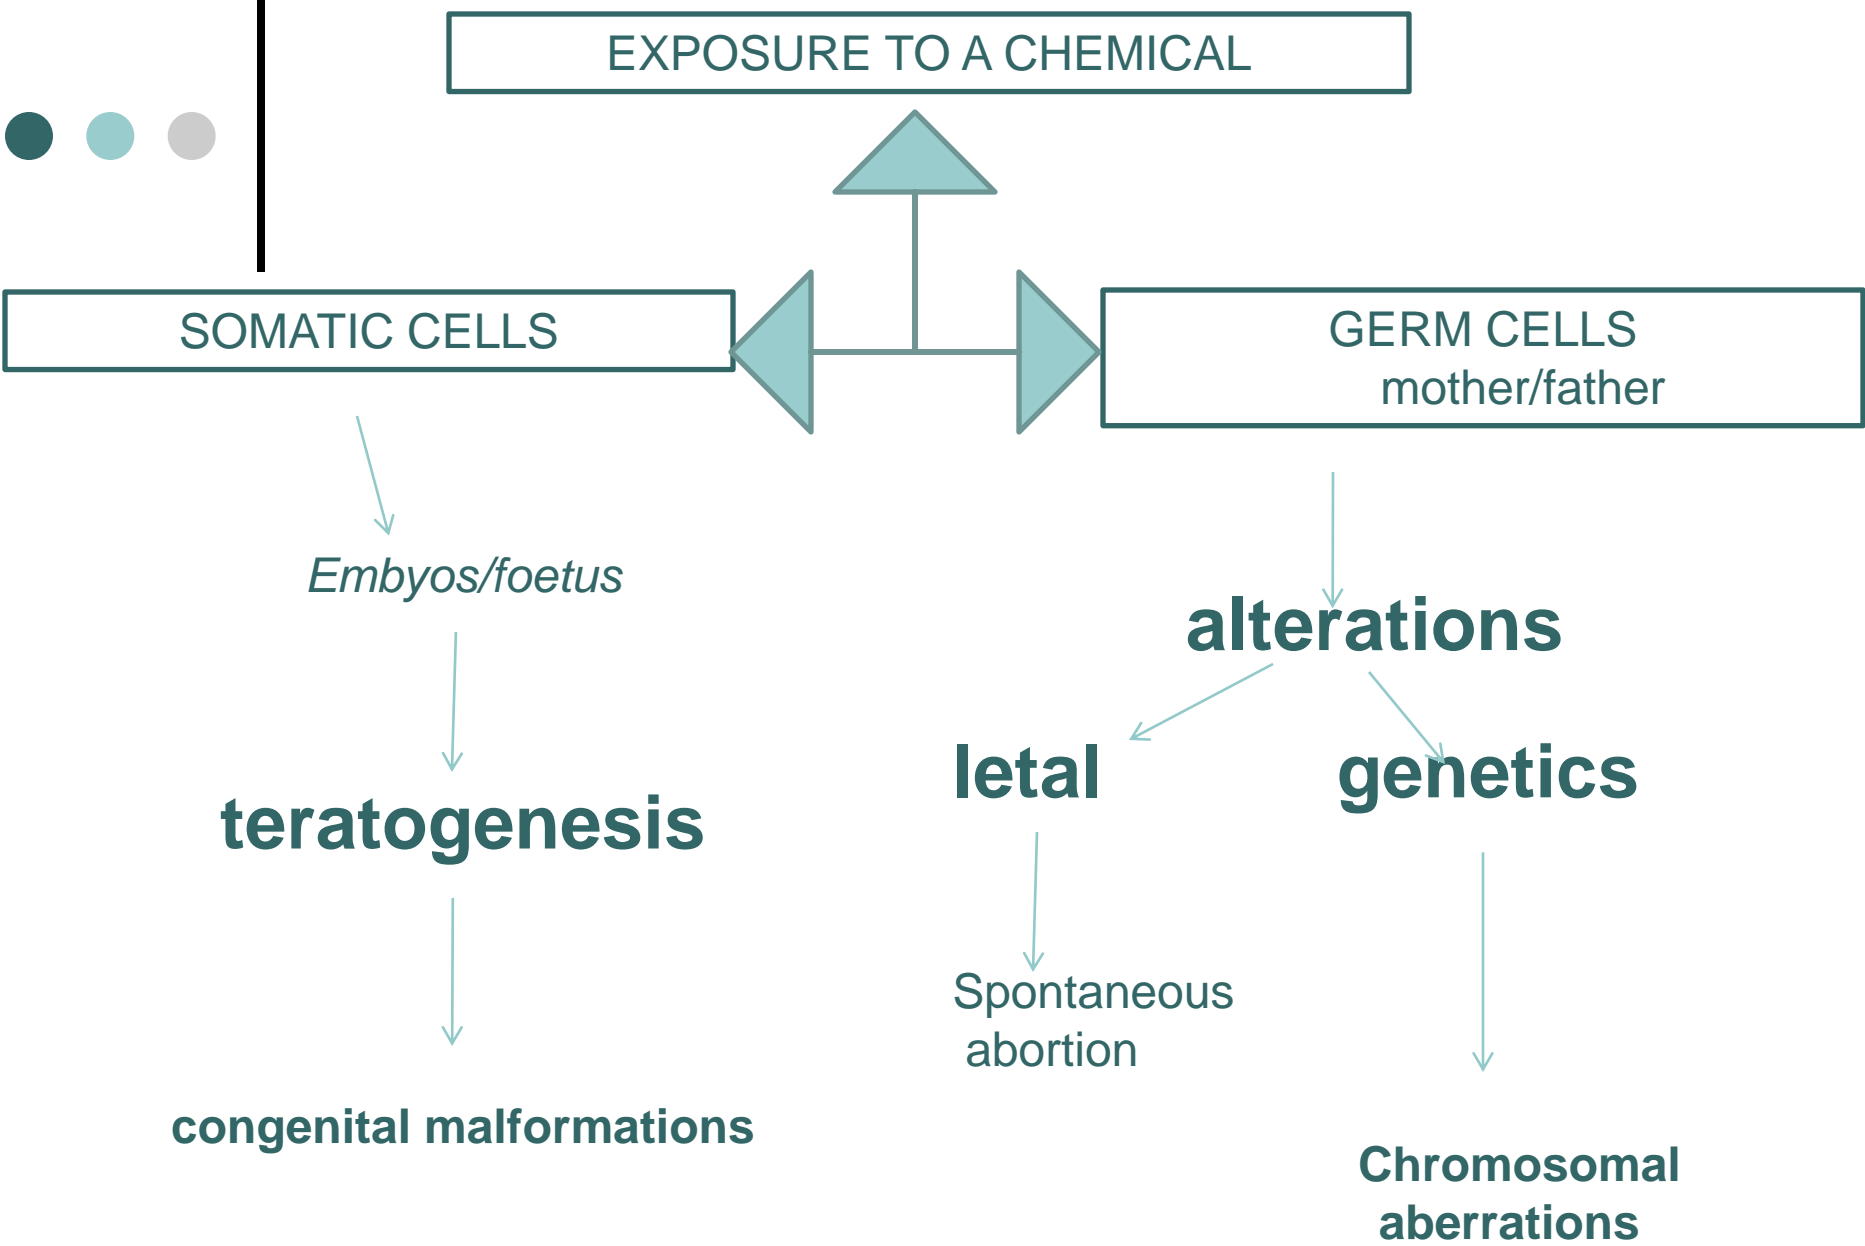 EXPOSURE TO A CHEMICAL
SOMATIC CELLS
GERM CELLS
mother/father
Embyos/foetus
alterations
letal
genetics
teratogenesis
Spontaneous
abortion
congenital malformations
Chromosomal
aberrations